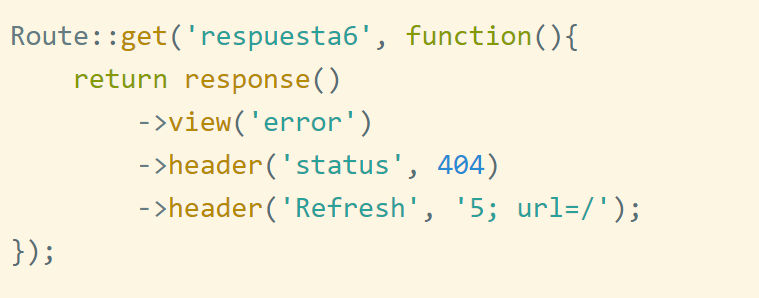 Route::get('respuesta6', function(){
    return response()
        ->view('error')
        ->header('status', 404)
        ->header('Refresh', '5; url=/');
});